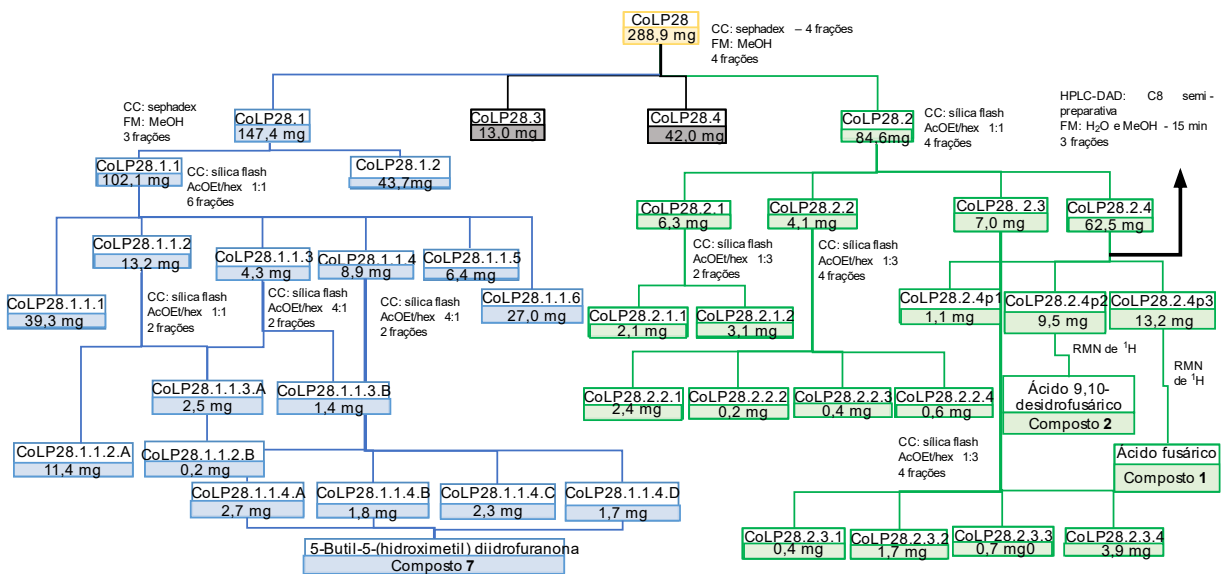 CoLP28
288,9 mg
CC: sephadex – 4 frações
FM: MeOH
4 frações
CC: sephadex
FM: MeOH
3 frações
CoLP28.1
147,4 mg
CoLP28.3
13,0 mg
CoLP28.4
42,0 mg
CoLP28.2
84,6mg
CC: sílica flash
AcOEt/hex 1:1
4 frações
HPLC-DAD: C8 semi-
preparativa
FM: H₂O e MeOH - 15 min
3 frações
CoLP28.1.1
102,1 mg
CC: sílica flash
AcOEt/hex 1:1
6 frações
CoLP28.1.2
43,7mg
CoLP28.2.1
6,3 mg
CoLP28.2.2
4,1 mg
CoLP28. 2.3
7,0 mg
CoLP28.2.4
62,5 mg
CoLP28.1.1.1
39,3 mg
CoLP28.1.1.2
13,2 mg
CoLP28.1.1.3
4,3 mg
CoLP28.1.1.4
8,9 mg
CoLP28.1.1.5
6,4 mg
CoLP28.1.1.6
27,0 mg
CC: sílica flash
AcOEt/hex 1:1
2 frações
CC: sílica flash
AcOEt/hex 4:1
2 frações
CC: sílica flash
AcOEt/hex 4:1
2 frações
CC: sílica flash
AcOEt/hex 1:3
2 frações
CC: sílica flash
AcOEt/hex 1:3
4 frações
CoLP28.2.1.1
2,1 mg
CoLP28.2.1.2
3,1 mg
CoLP28.2.4p1
1,1 mg
CoLP28.2.4p2
9,5 mg
CoLP28.2.4p3
13,2 mg
RMN de ¹H
RMN
de ¹H
CoLP28.1.1.3.A
2,5 mg
CoLP28.1.1.3.B
1,4 mg
CoLP28.2.2.1
2,4 mg
CoLP28.2.2.2
0,2 mg
CoLP28.2.2.3
0,4 mg
CoLP28.2.2.4
0,6 mg
Ácido 9,10-
desidrofusárico
Composto 2
CoLP28.1.1.2.A
11,4 mg
CoLP28.1.1.2.B
0,2 mg
CC: sílica flash
AcOEt/hex 1:3
4 frações
Ácido fusárico
Composto 1
CoLP28.1.1.4.A
2,7 mg
CoLP28.1.1.4.B
1,8 mg
CoLP28.1.1.4.C
2,3 mg
CoLP28.1.1.4.D
1,7 mg
5-Butil-5-(hidroximetil) diidrofuranona
Composto 7
CoLP28.2.3.1
0,4 mg
CoLP28.2.3.2
1,7 mg
CoLP28.2.3.3
0,7 mg0
CoLP28.2.3.4
3,9 mg